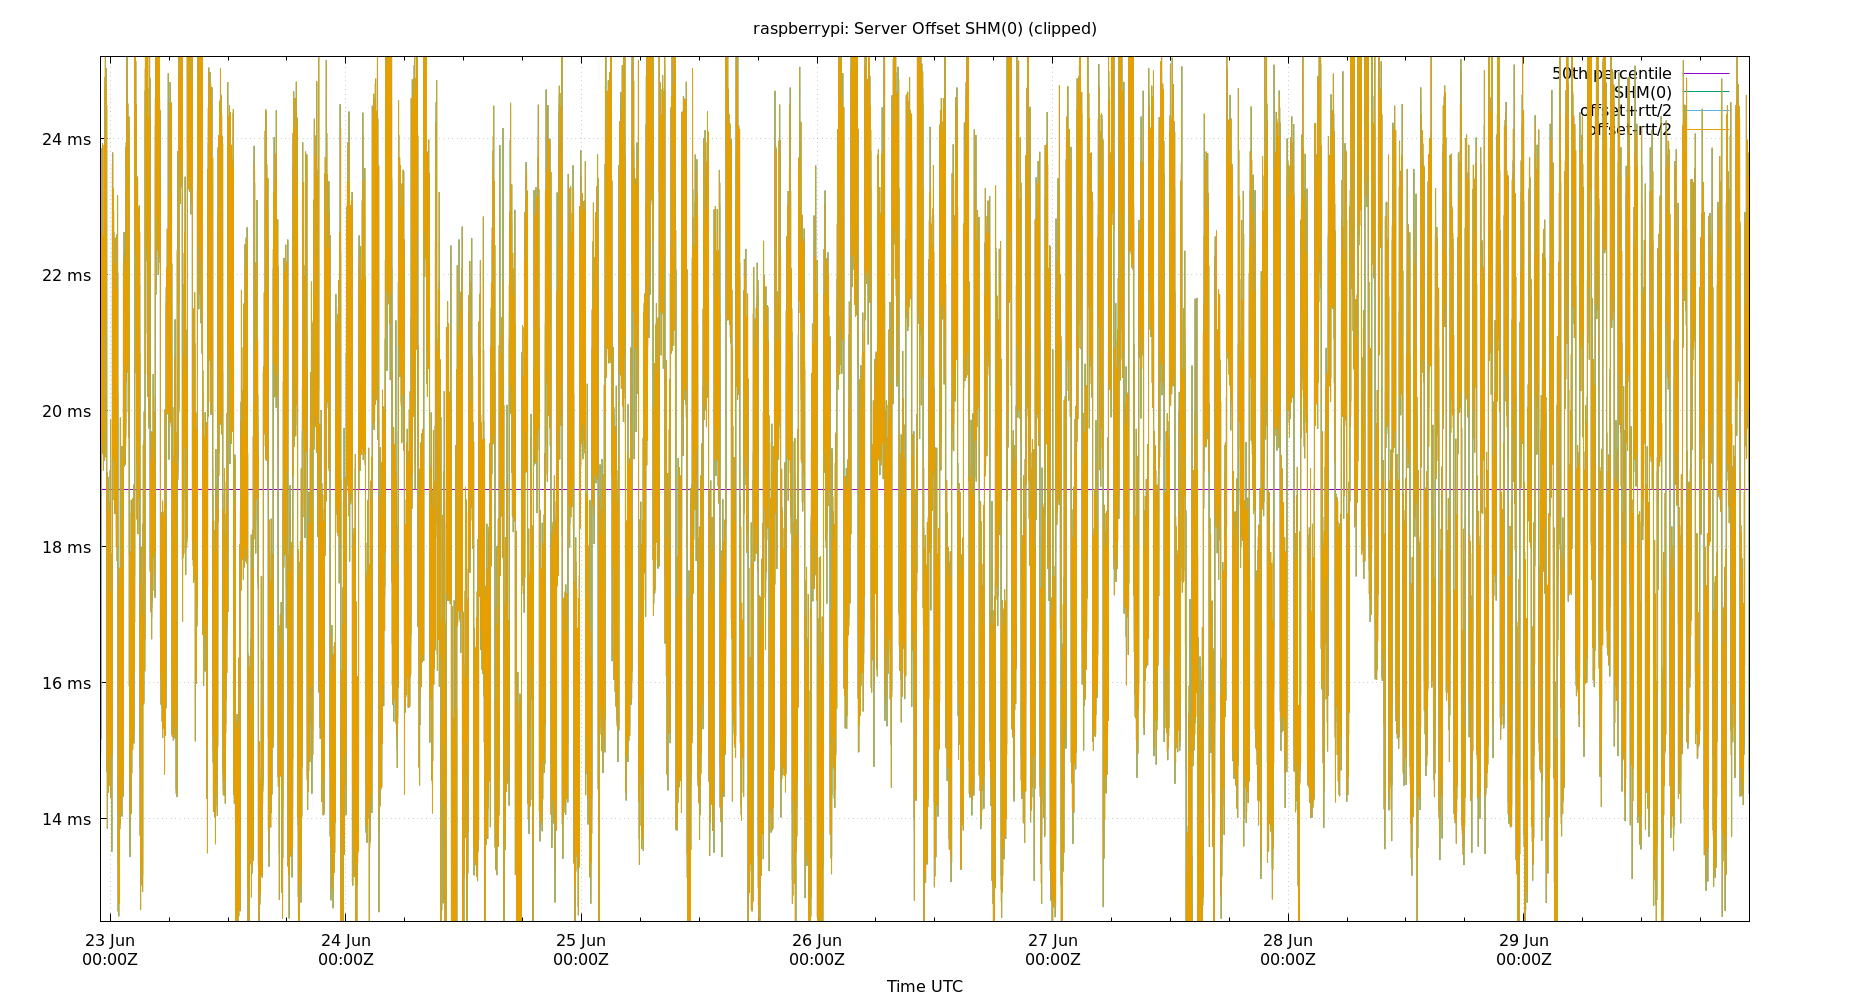 raspberrypi: Server Offset SHM(0) (clipped)
50th percentile
SHM(0)
offset+rtt/2
offset-rtt/2
24 ms
22 ms
20 ms
18 ms
16 ms
14 ms
23 Jun 24 Jun 25 Jun 26 Jun 27 Jun 28 Jun 29 Jun
00:00Z 00:00Z 00:00Z 00:00Z 00:00Z 00:00Z 00:00Z
Time UTC